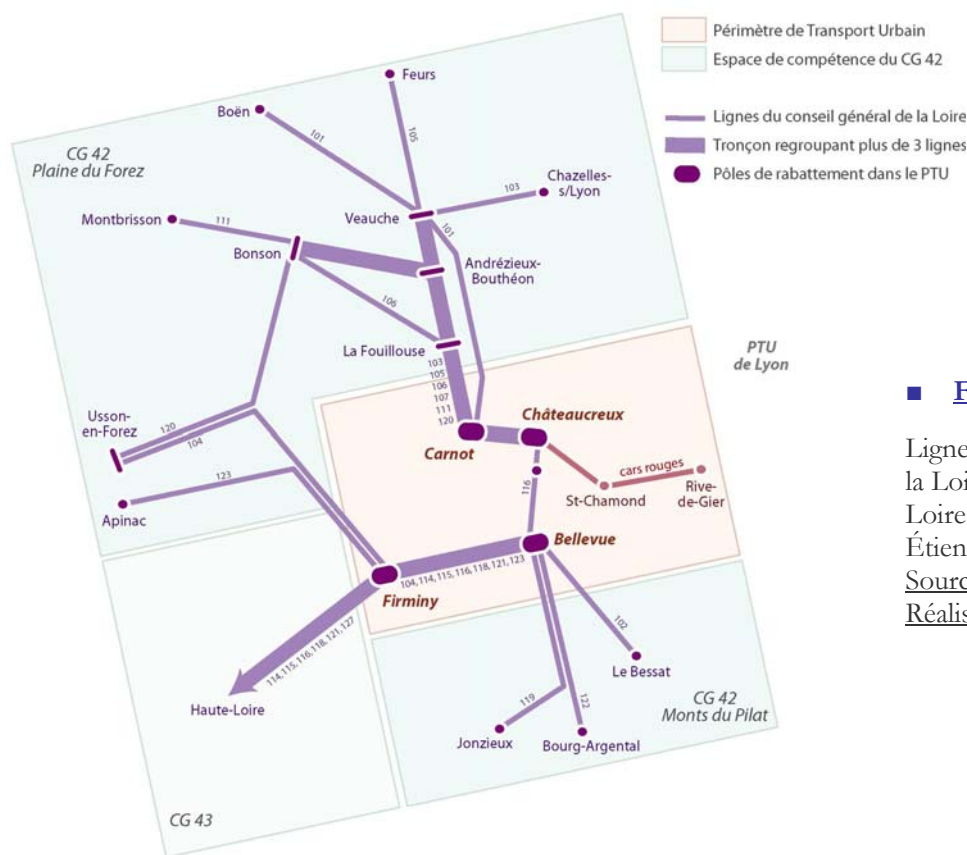 Périmètre de Transport Urbain
Espace de compétence du CG 42
Lignes du conseil général de la Loire
Tronçon regroupant plus de 3 lignes
Pôles de rabattement dans le PTU
Feurs
Boën
101
105
CG 42
Plaine du Forez
Chazelles-
s/Lyon
103
Montbrisson
111
Veauche
101
Bonson
Andrézieux-
Bouthéon
106
La Fouillouse
103
105
106
107
111
120
PTU
de Lyon
Usson-
en-Forez
120
104
Châteaucreux
Carnot
123
Apinac
116
cars rouges
St-Chamond
Rive-
de-Gier
Bellevue
104, 114, 115, 116, 118, 121, 123
Firminy
114, 115, 116, 118, 121, 127
102
Le Bessat
Haute-Loire
119
122
CG 42
Monts du Pilat
Jonzieux
Bourg-Argental
CG 43
■ F
Ligne
la Loi
Loire
Étien
Sourc
Réalis